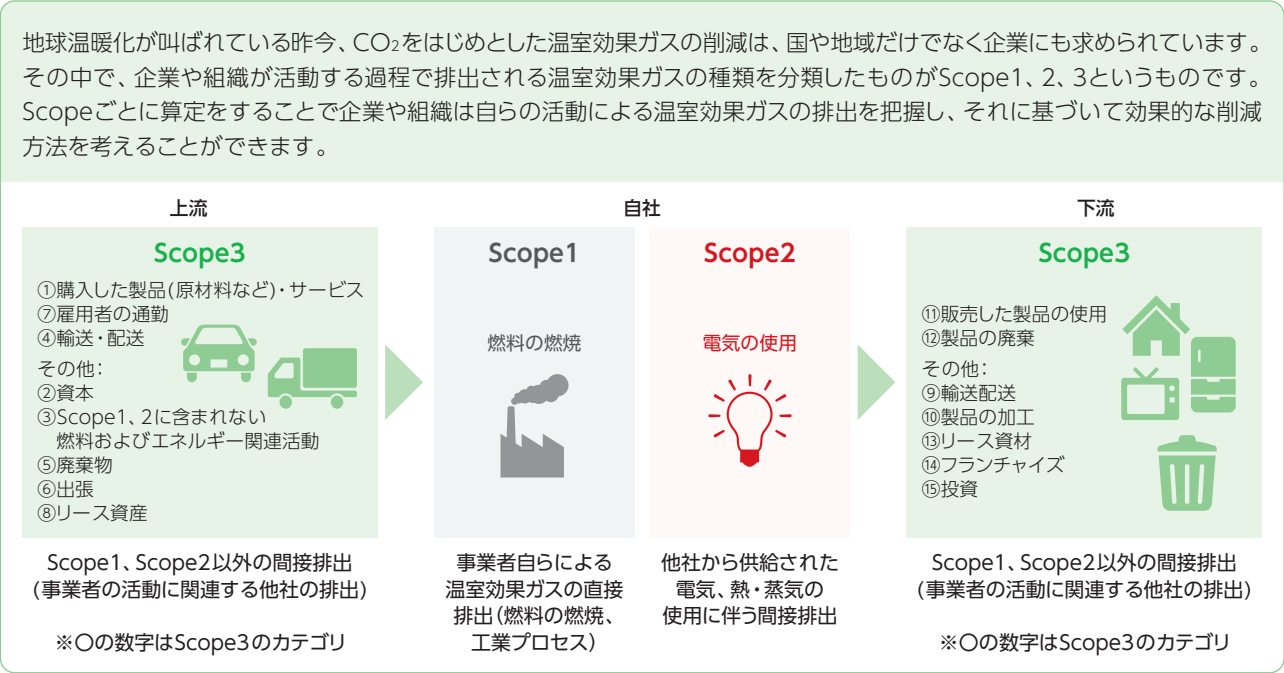 地球温暖化が叫ばれている昨今、CO₂をはじめとした温室効果ガスの削減は、国や地域だけでなく企業にも求められています。
その中で、企業や組織が活動する過程で排出される温室効果ガスの種類を分類したものがScope1、2、3というものです。
Scopeごとに算定をすることで企業や組織は自らの活動による温室効果ガスの排出を把握し、それに基づいて効果的な削減
方法を考えることができます。
上流
Scope3
①購入した製品(原材料など)・サービス
⑦雇用者の通勤
④輸送・配送
その他:
②資本
③Scope1、2に含まれない
燃料およびエネルギー関連活動
⑤廃棄物
⑥出張
⑧リース資産
Scope1、Scope2以外の間接排出
(事業者の活動に関連する他社の排出)
※〇の数字はScope3のカテゴリ
自社
Scope1
燃料の燃焼
事業者自らによる
温室効果ガスの直接
排出(燃料の燃焼、
工業プロセス)
Scope2
電気の使用
他社から供給された
電気、熱・蒸気の
使用に伴う間接排出
下流
Scope3
⑪販売した製品の使用
⑫製品の廃棄
その他:
⑨輸送配送
⑩製品の加工
⑬リース資材
⑭フランチャイズ
⑮投資
Scope1、Scope2以外の間接排出
(事業者の活動に関連する他社の排出)
※〇の数字はScope3のカテゴリ